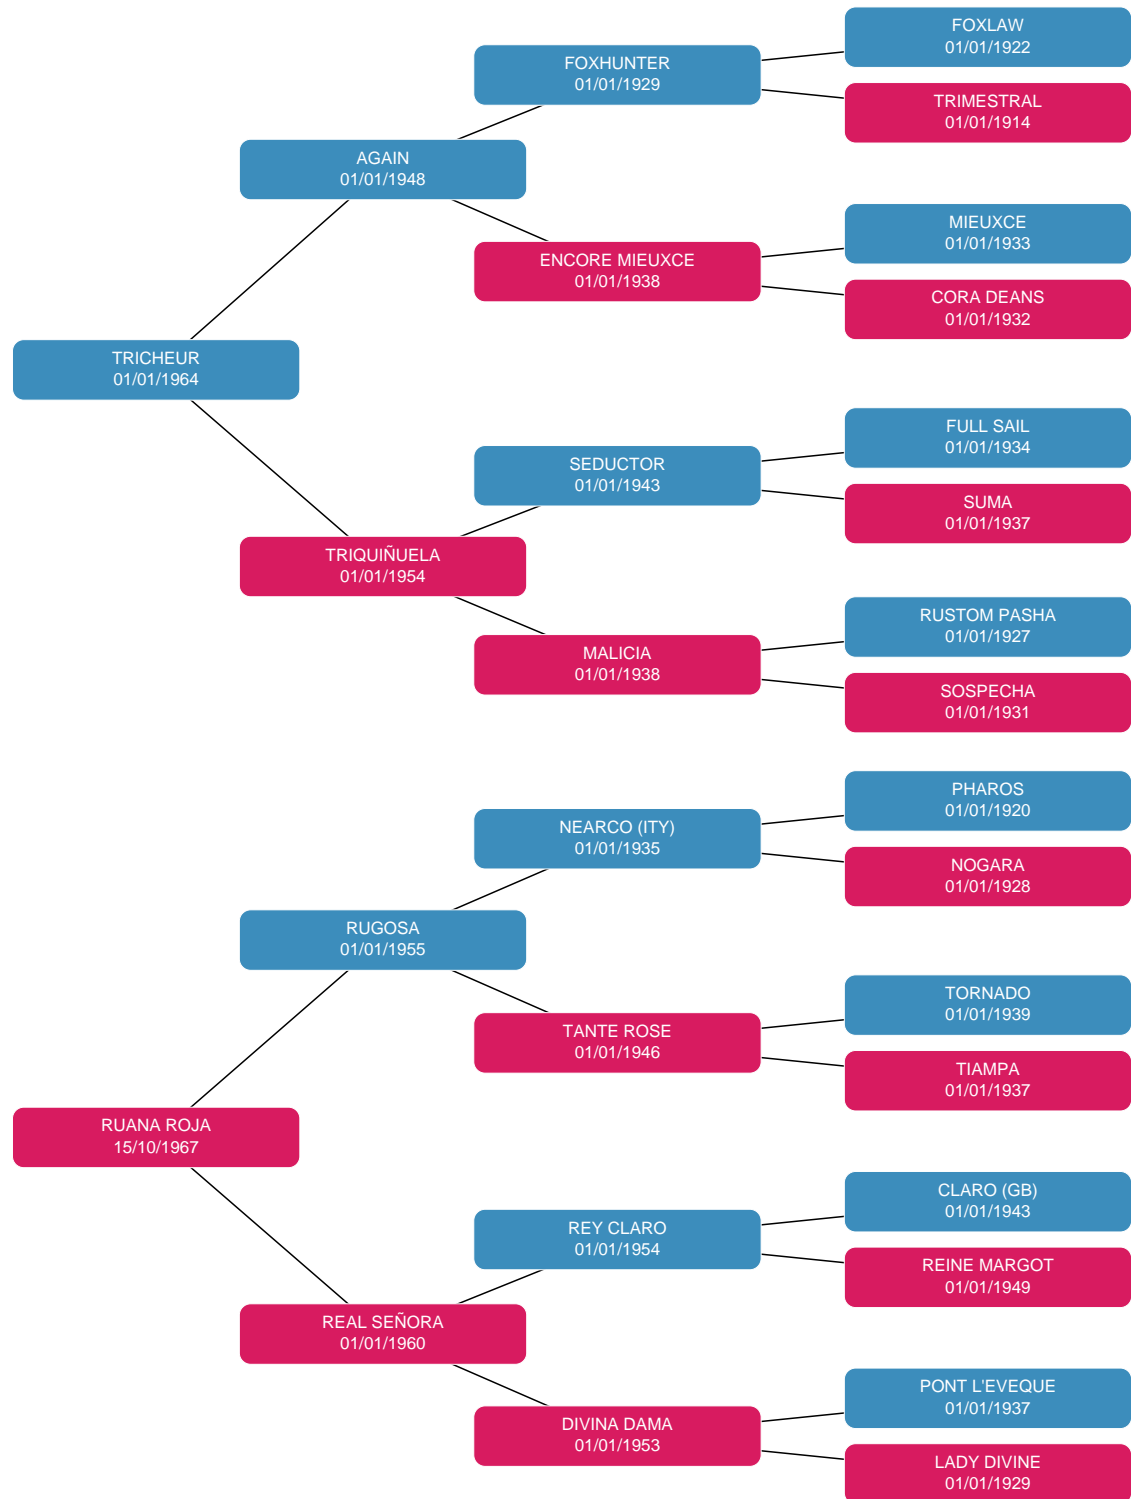 FOXLAW
01/01/1922
FOXHUNTER
01/01/1929
TRIMESTRAL
01/01/1914
AGAIN
01/01/1948
MIEUXCE
01/01/1933
ENCORE MIEUXCE
01/01/1938
CORA DEANS
01/01/1932
TRICHEUR
01/01/1964
FULL SAIL
01/01/1934
SEDUCTOR
01/01/1943
SUMA
01/01/1937
TRIQUIÑUELA
01/01/1954
RUSTOM PASHA
01/01/1927
MALICIA
01/01/1938
SOSPECHA
01/01/1931
PHAROS
01/01/1920
NEARCO (ITY)
01/01/1935
NOGARA
01/01/1928
RUGOSA
01/01/1955
TORNADO
01/01/1939
TANTE ROSE
01/01/1946
TIAMPA
01/01/1937
RUANA ROJA
15/10/1967
CLARO (GB)
01/01/1943
REY CLARO
01/01/1954
REINE MARGOT
01/01/1949
REAL SEÑORA
01/01/1960
PONT L'EVEQUE
01/01/1937
DIVINA DAMA
01/01/1953
LADY DIVINE
01/01/1929